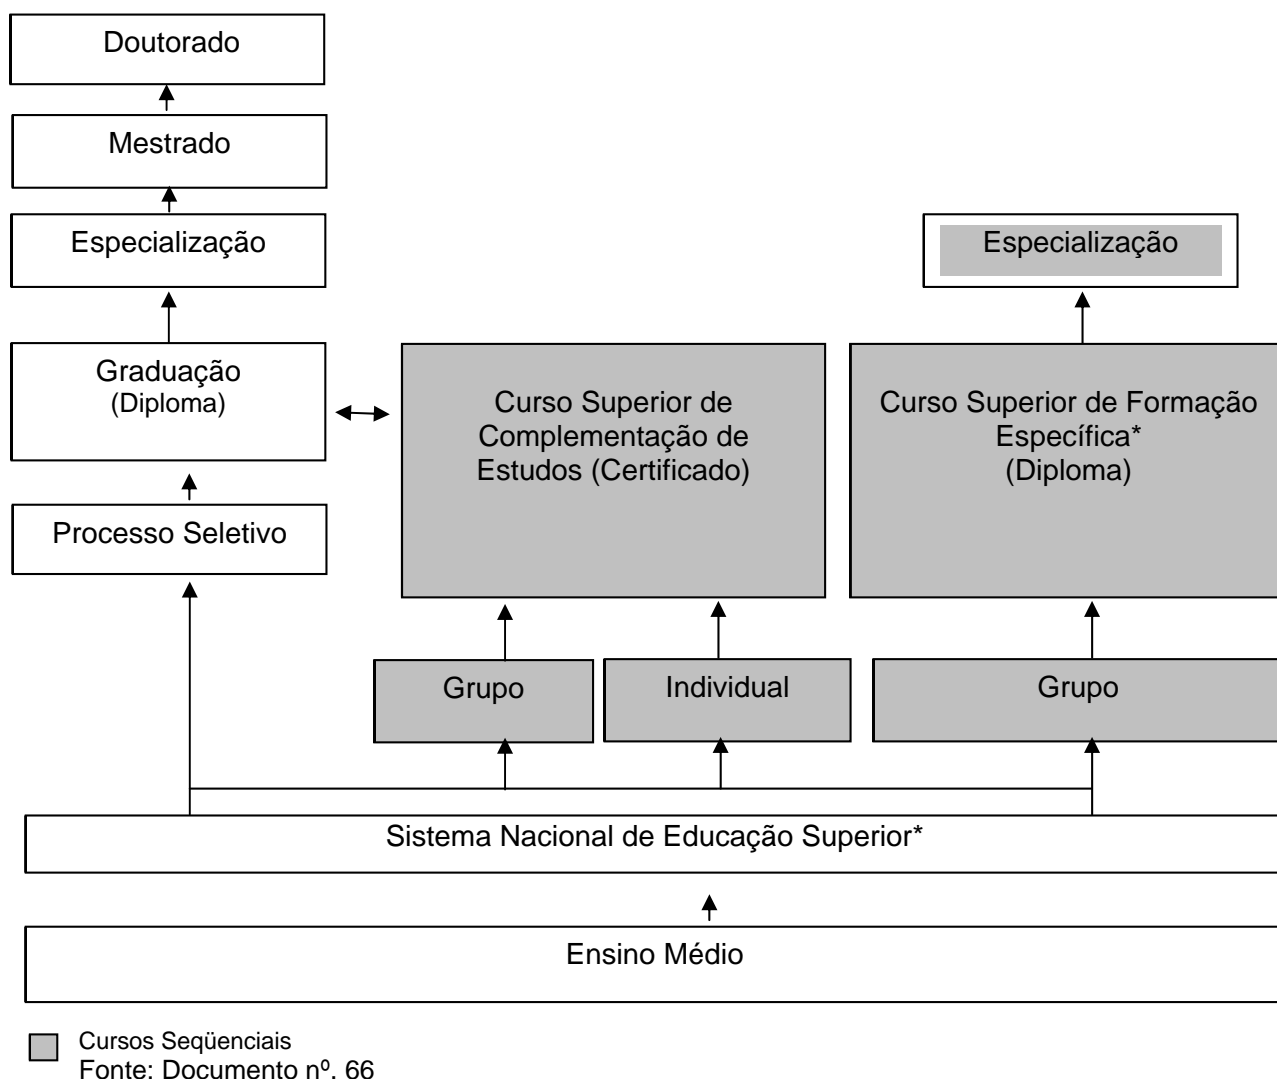 Doutorado
Mestrado
Especialização
Especialização
Graduação
(Diploma)
Curso Superior de
Complementação de
Estudos (Certificado)
Curso Superior de Formação
Específica*
(Diploma)
Processo Seletivo
Grupo
Individual
Grupo
Sistema Nacional de Educação Superior*
Ensino Médio
Cursos Seqüenciais
Fonte: Documento nº. 66